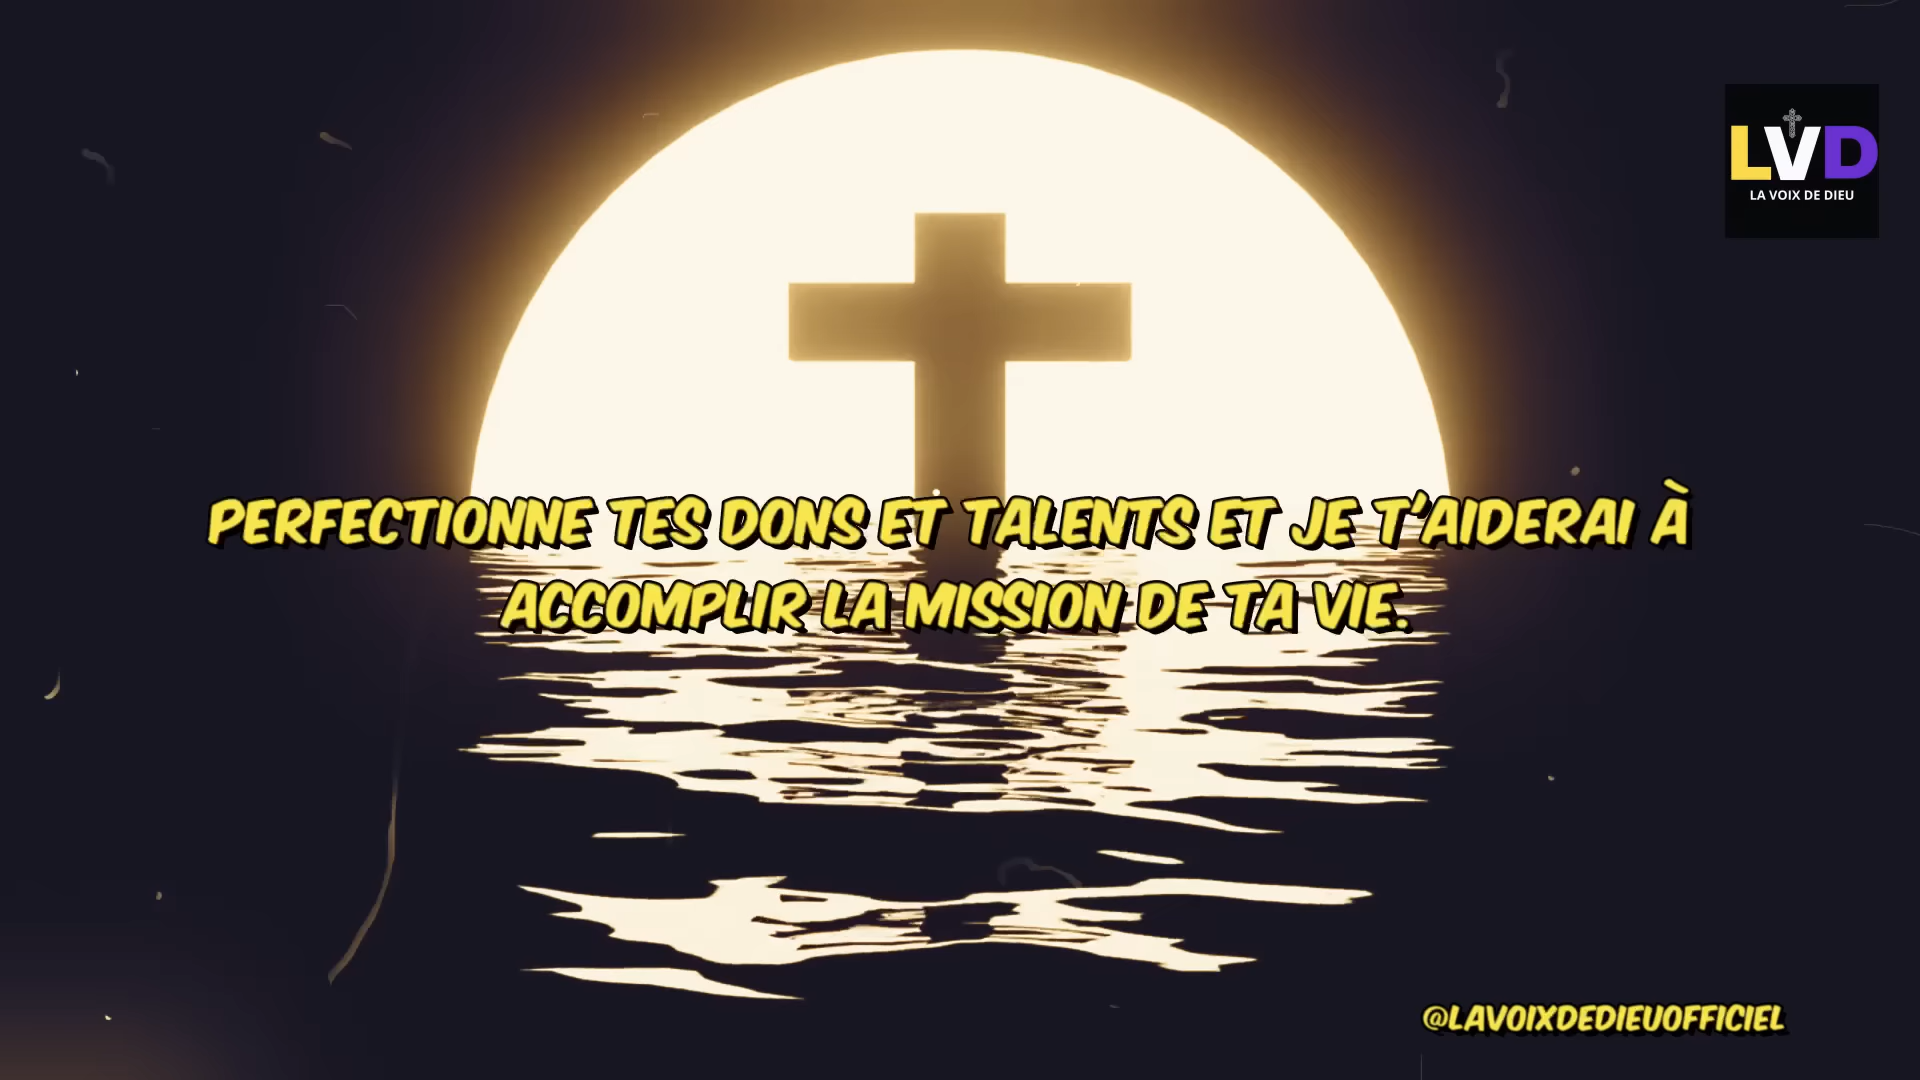 LVD
LA VOIX DE DIEU
PERFECTIONNE TES DONS ET TALENTS ET JE T'AIDERAI À
ACCOMPLIR LA MISSION DE TA VIE.
@LAVOIXDEDIEUOFFICIEL